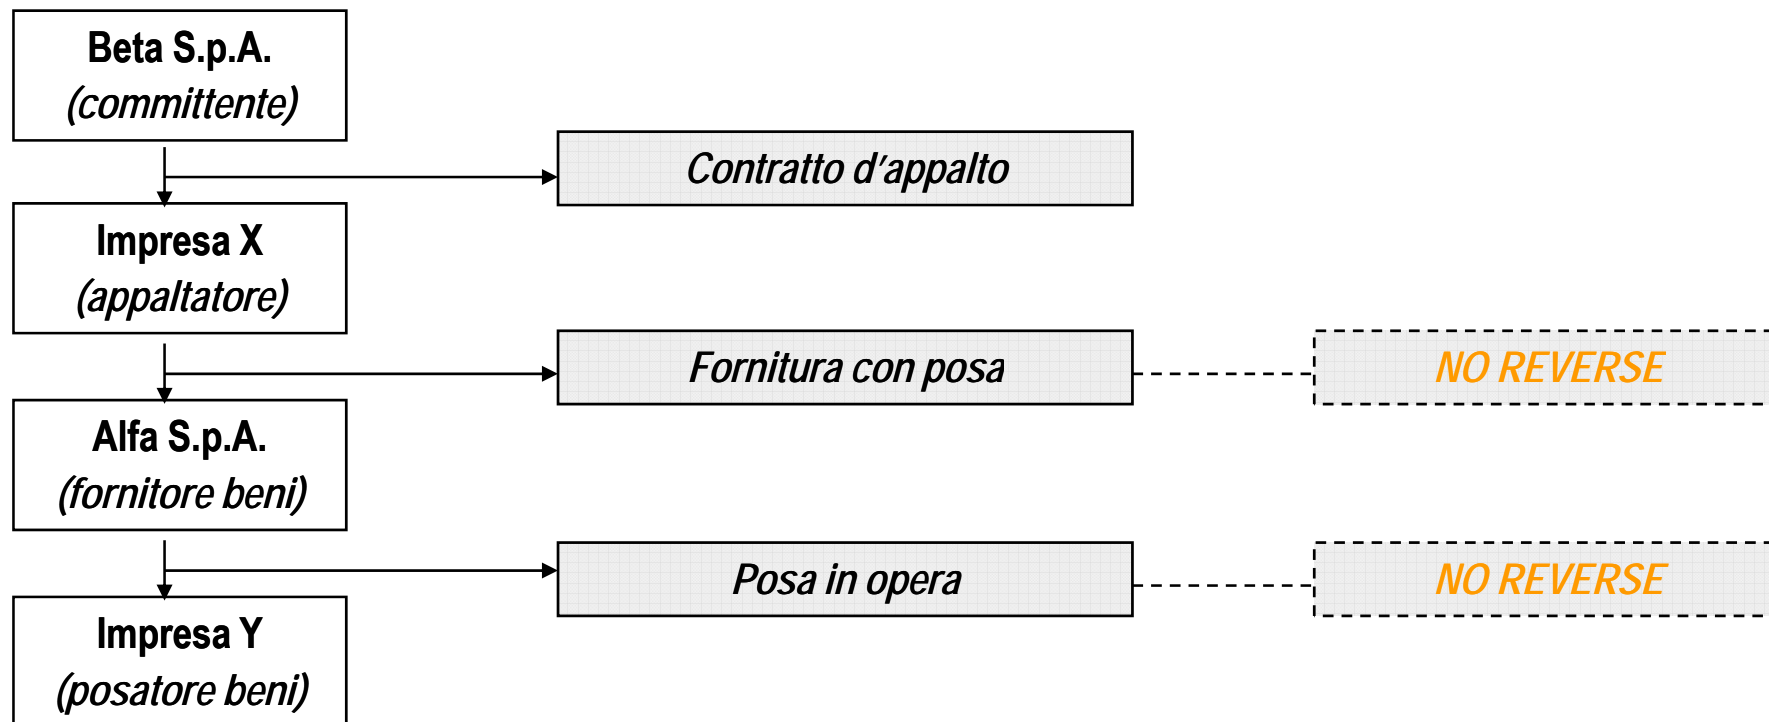 Beta S.p.A.
(committente)
Contratto d'appalto
Impresa X
(appaltatore)
Fornitura con posa
NO REVERSE
Alfa S.p.A.
(fornitore beni)
Posa in opera
NO REVERSE
Impresa Y
(posatore beni)